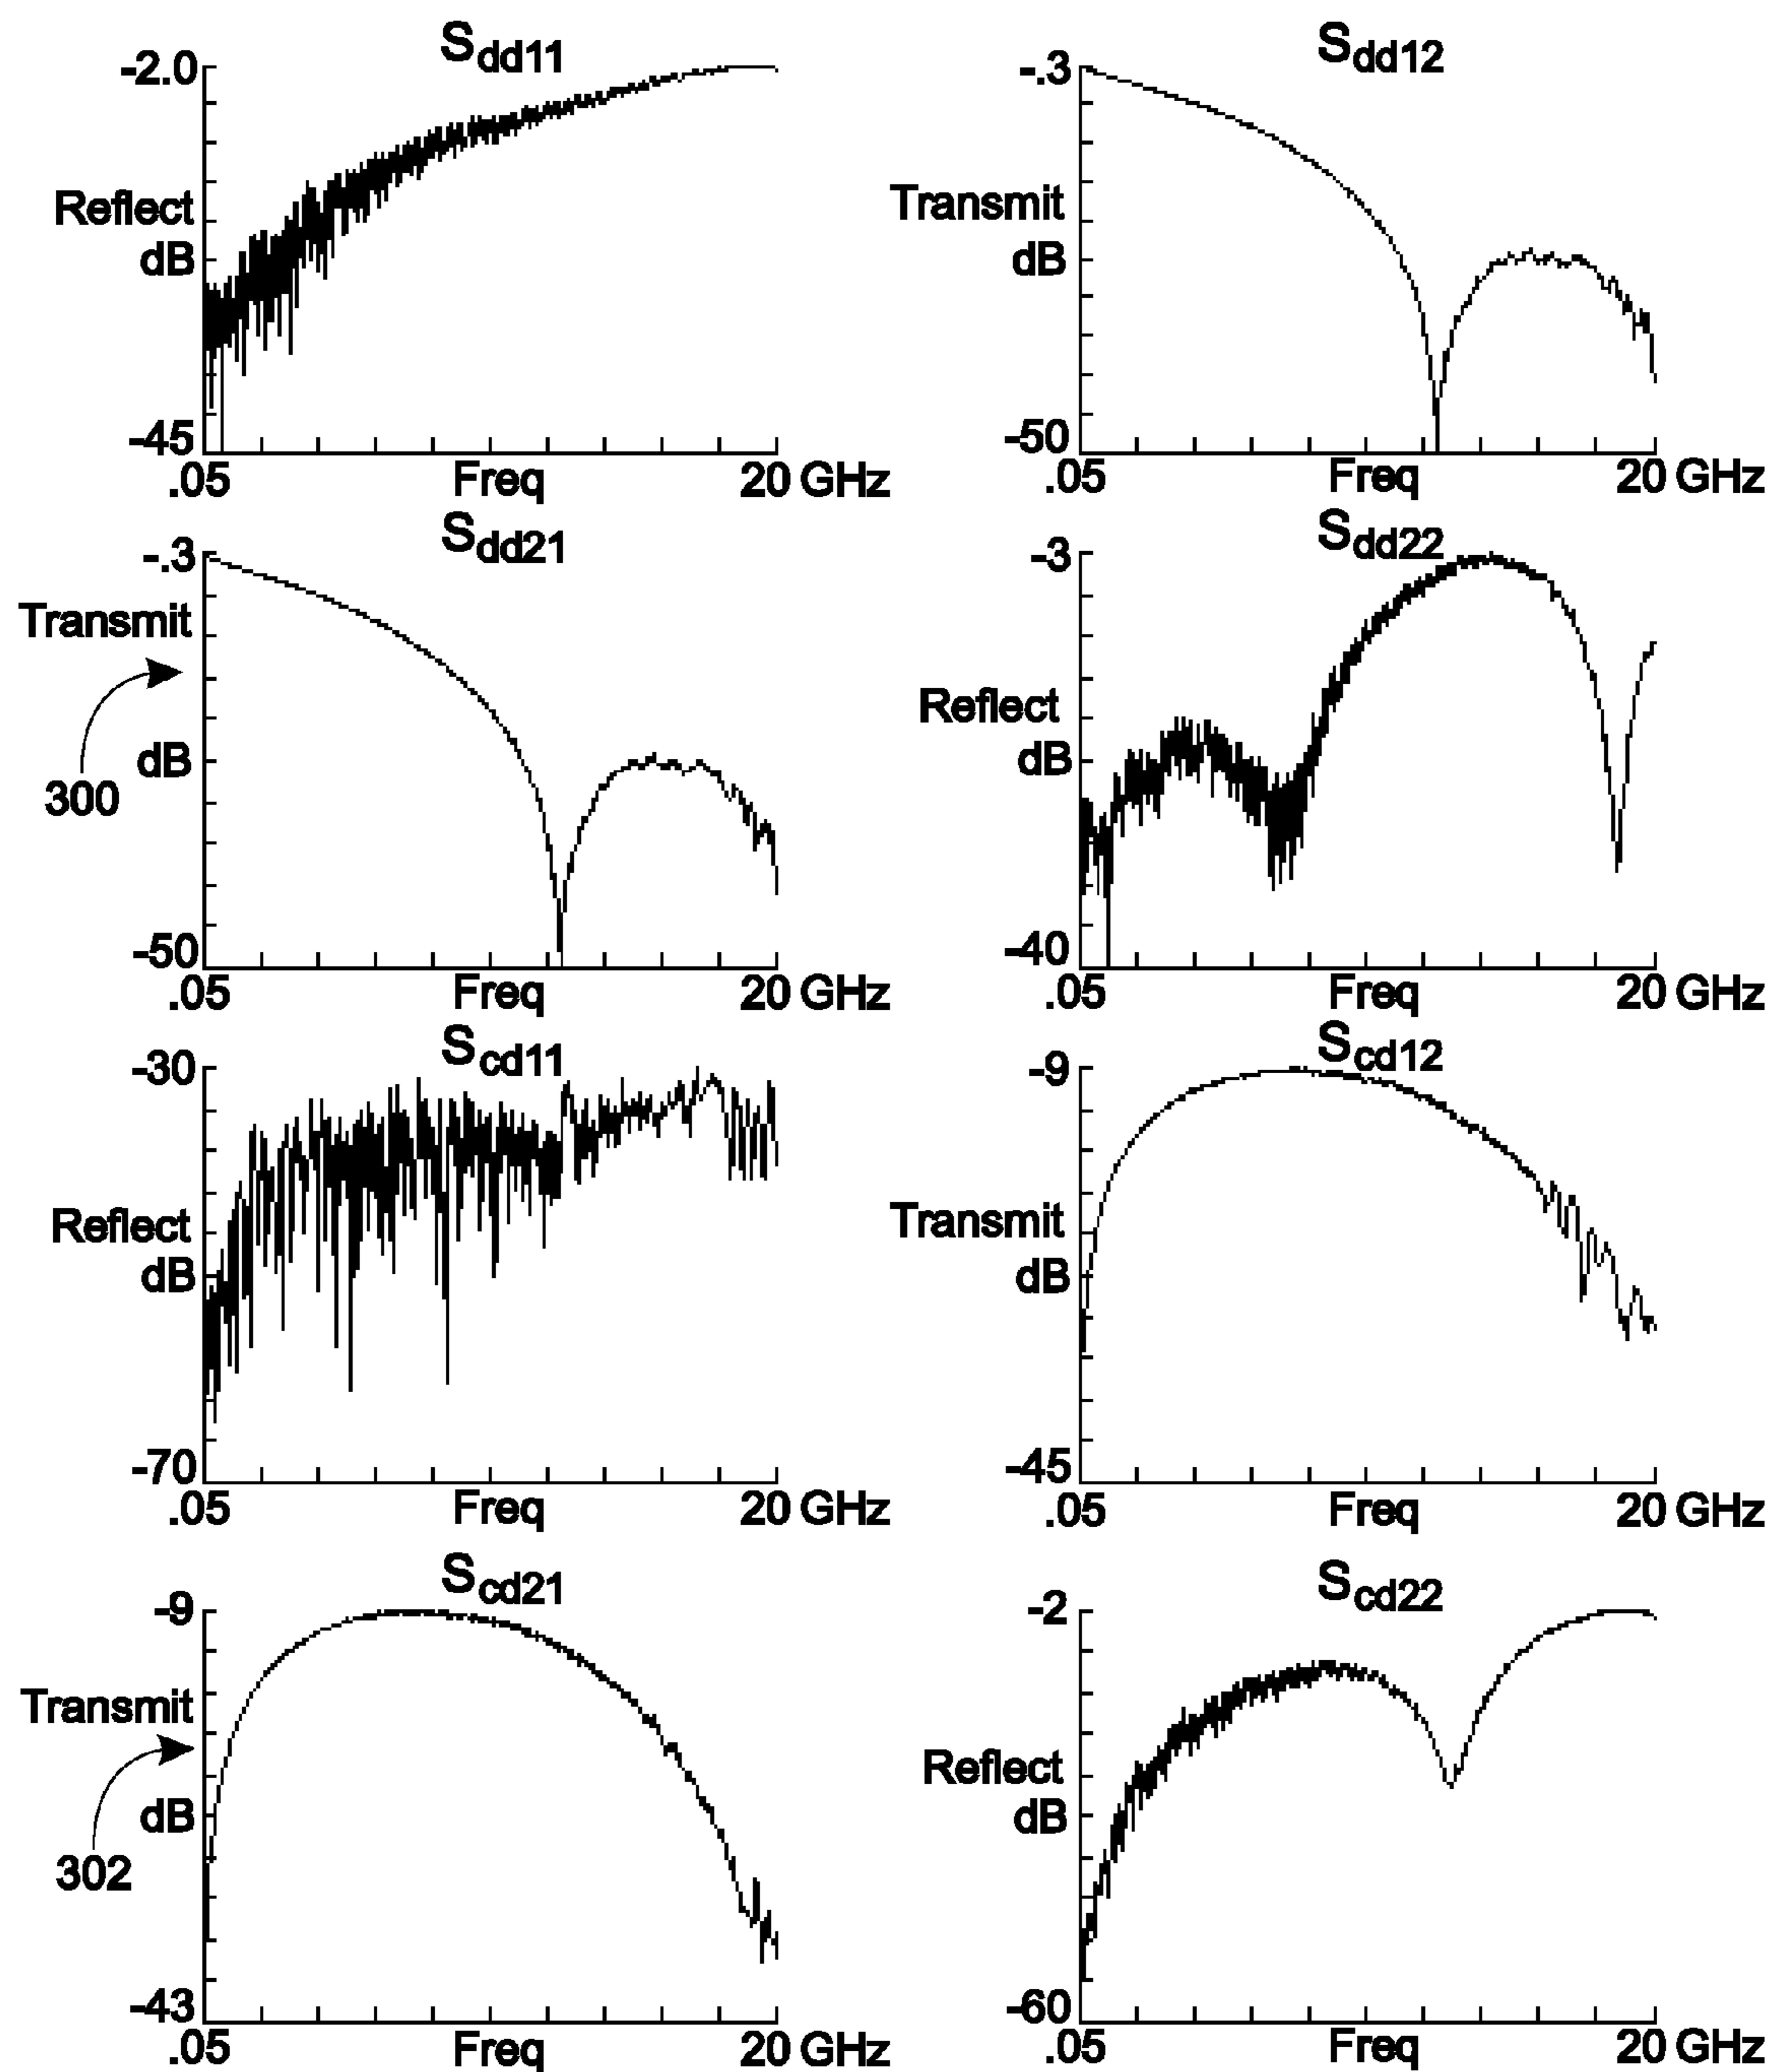 Sdd11
-2.0
Reflect
dB
-45
.05 Freq 20 GHz
Sdd12
-.3
Transmit
dB
-50
.05 Freq 20 GHz
Sdd21
-.3
Transmit
300
dB
-50
.05 Freq 20 GHz
Sdd22
-3
Reflect
dB
-40
.05 Freq 20 GHz
Scd11
-30
Reflect
dB
-70
.05 Freq 20 GHz
Scd12
-9
Transmit
dB
-45
.05 Freq 20 GHz
Scd21
-9
Transmit
dB
302
-43
.05 Freq 20 GHz
Scd22
-2
Reflect
dB
-60
.05 Freq 20 GHz